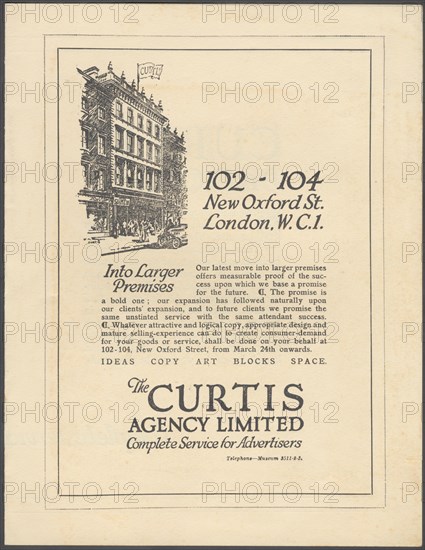 CURTIS
102 - 104
New Oxford St.
London, W.C.1.
Into Larger
Premises
Our latest move into larger premises
offers measurable proof of the suc-
cess upon which we base a promise
for the future. ¶, The promise is
a bold one; our expansion has followed naturally upon
our clients' expansion, and to future clients we promise the
same unstinted service with the same attendant success.
¶, Whatever attractive and logical copy, appropriate design and
mature selling-experience can do to create consumer-demand
for your goods or service, shall be done on your behalf at
102-104, New Oxford Street, from March 24th onwards.
IDEAS COPY ART BLOCKS SPACE.
The
CURTIS
AGENCY LIMITED
Complete Service for Advertisers
Telephone—Museum
PHOTO 12